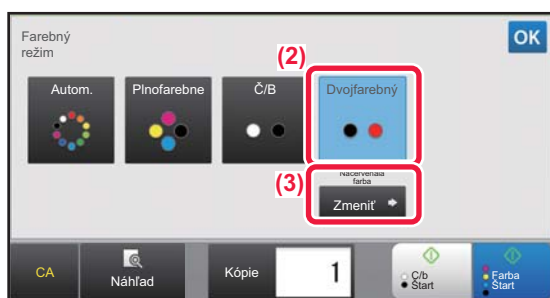 Farebný
režim
OK
(2)
Autom.
Plnofarebne
Č/B
Dvojfarebný
(3)
Načervenalá
farba
Zmeniť
CA
Náhľad
Kópie
1
Č/b
Štart
Farba
Štart